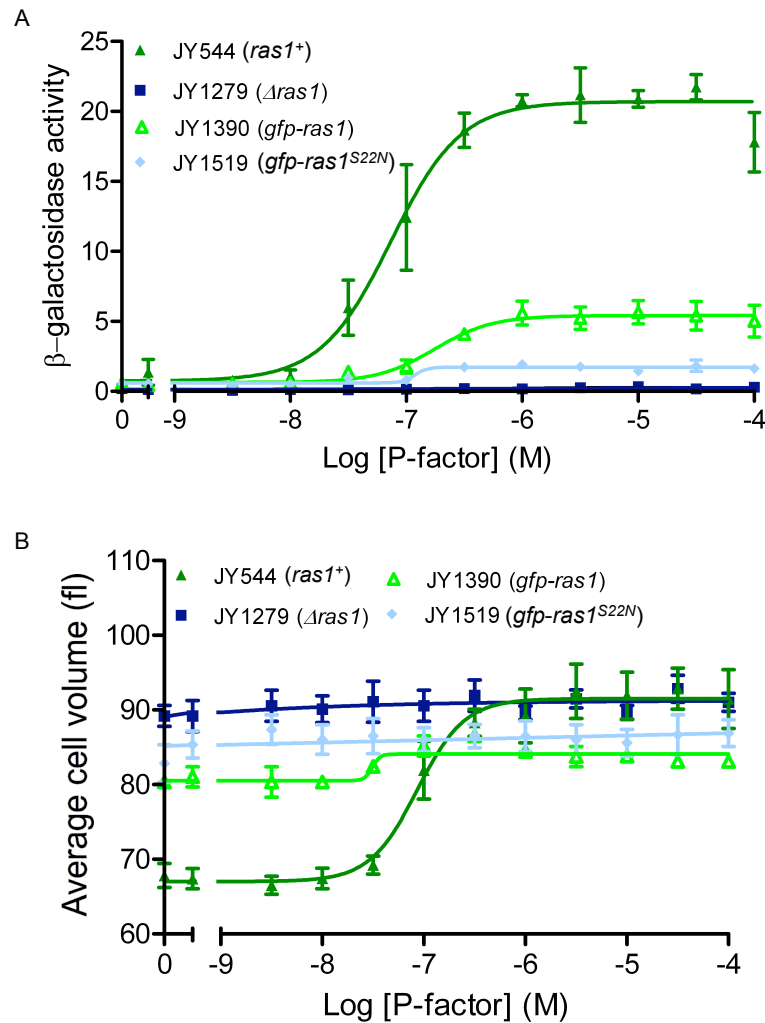 A
25
20
15
10
5
0
β-galactosidase activity
JY544 (ras1⁺)
JY1279 (Δras1)
JY1390 (gfp-ras1)
JY1519 (gfp-ras1ˢ²²ᴺ)
0 -9 -8 -7 -6 -5 -4
Log [P-factor] (M)
B
110
100
90
80
70
60
Average cell volume (fl)
JY544 (ras1⁺) JY1390 (gfp-ras1)
JY1279 (Δras1) JY1519 (gfp-ras1ˢ²²ᴺ)
0 -9 -8 -7 -6 -5 -4
Log [P-factor] (M)